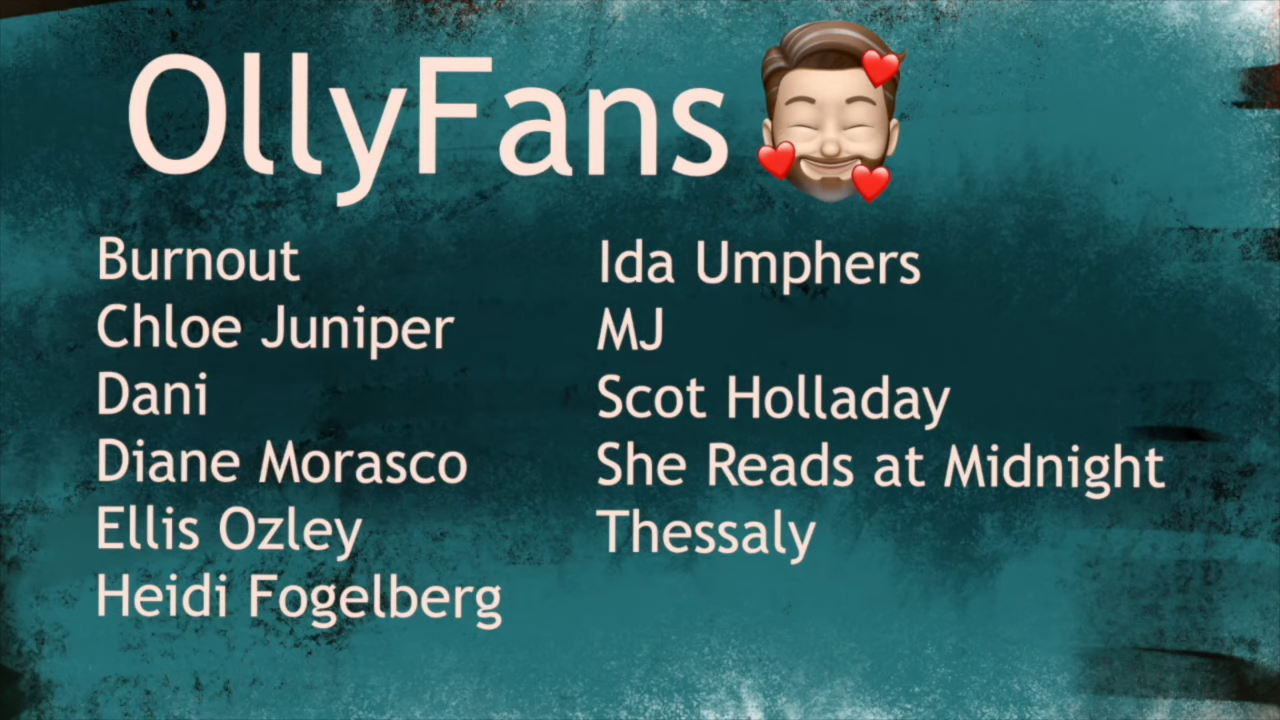 OllyFans
Burnout
Chloe Juniper
Dani
Diane Morasco
Ellis Ozley
Heidi Fogelberg
Ida Umphers
MJ
Scot Holladay
She Reads at Midnight
Thessaly